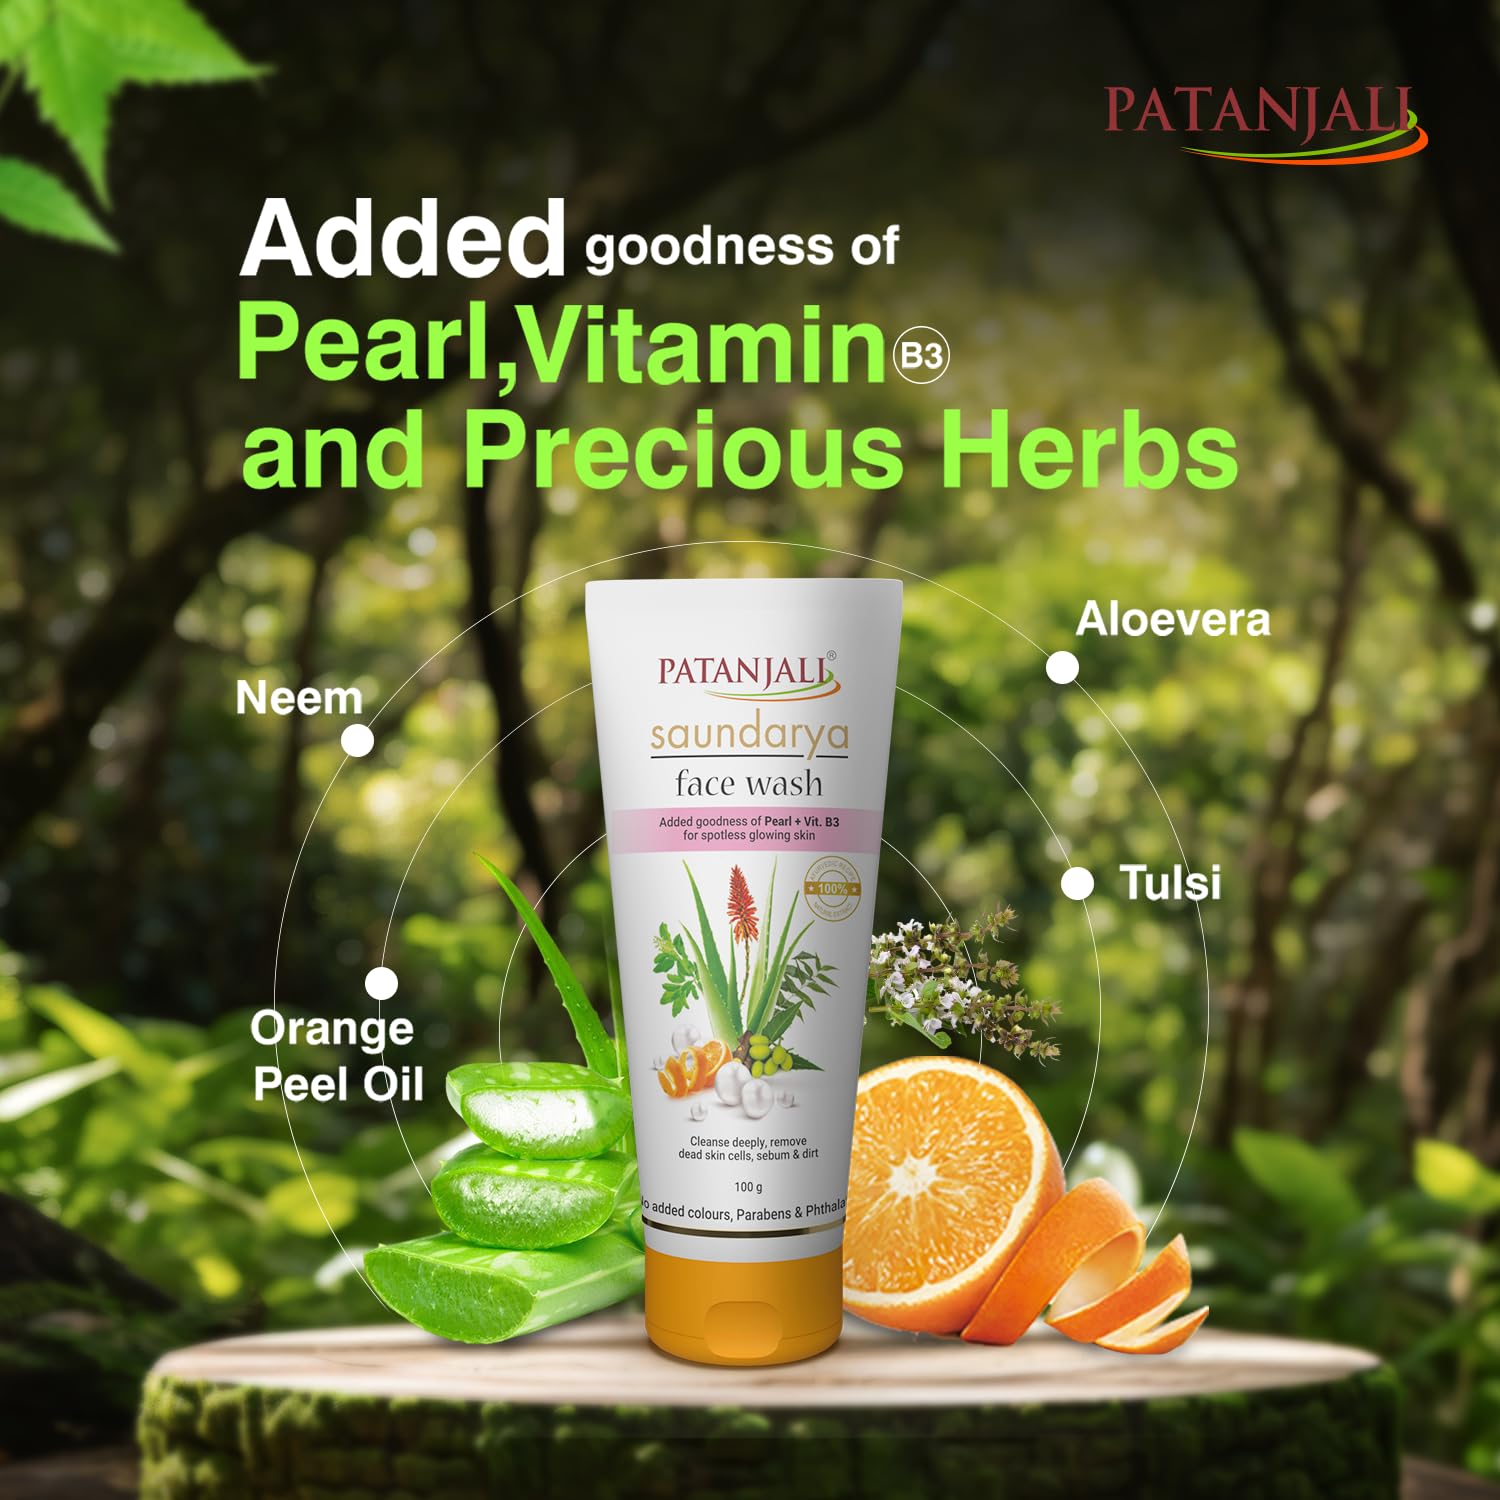 PATANJALI
Added goodness of
Pearl, Vitamin B3
and Precious Herbs
Aloevera
Neem
Tulsi
Orange
Peel Oil
PATANJALI®
saundarya
face wash
Added goodness of Pearl + Vit. B3
for spotless glowing skin
100%
Cleanse deeply, remove
dead skin cells, sebum & dirt
100 g
added colours, Parabens &